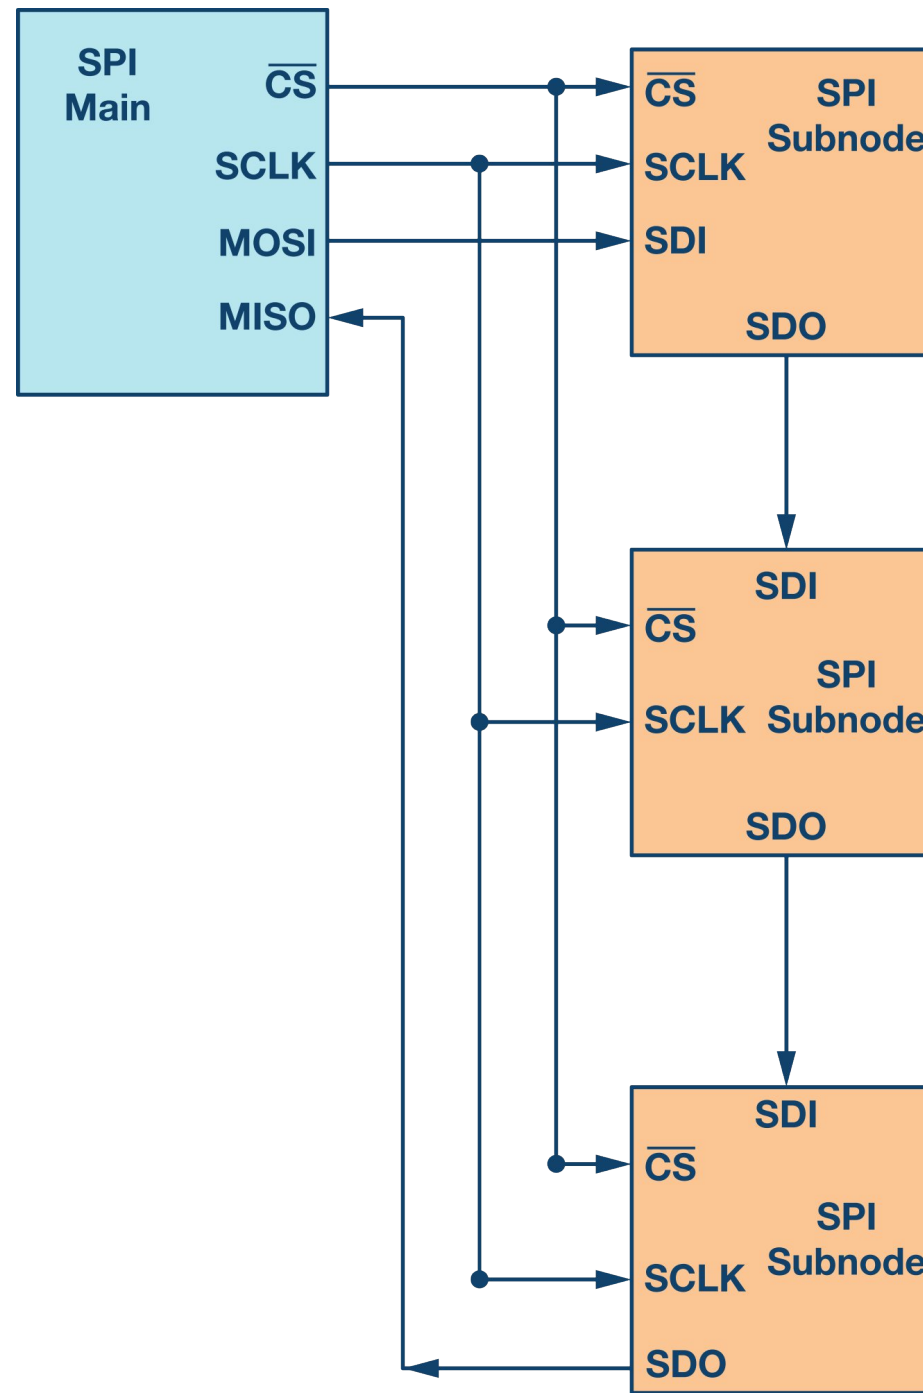 SPI
Main
CS
SCLK
MOSI
MISO
CS
SPI
Subnode
SCLK
SDI
SDO
SDI
CS
SPI
SCLK Subnode
SDO
SDI
CS
SPI
Subnode
SCLK
SDO